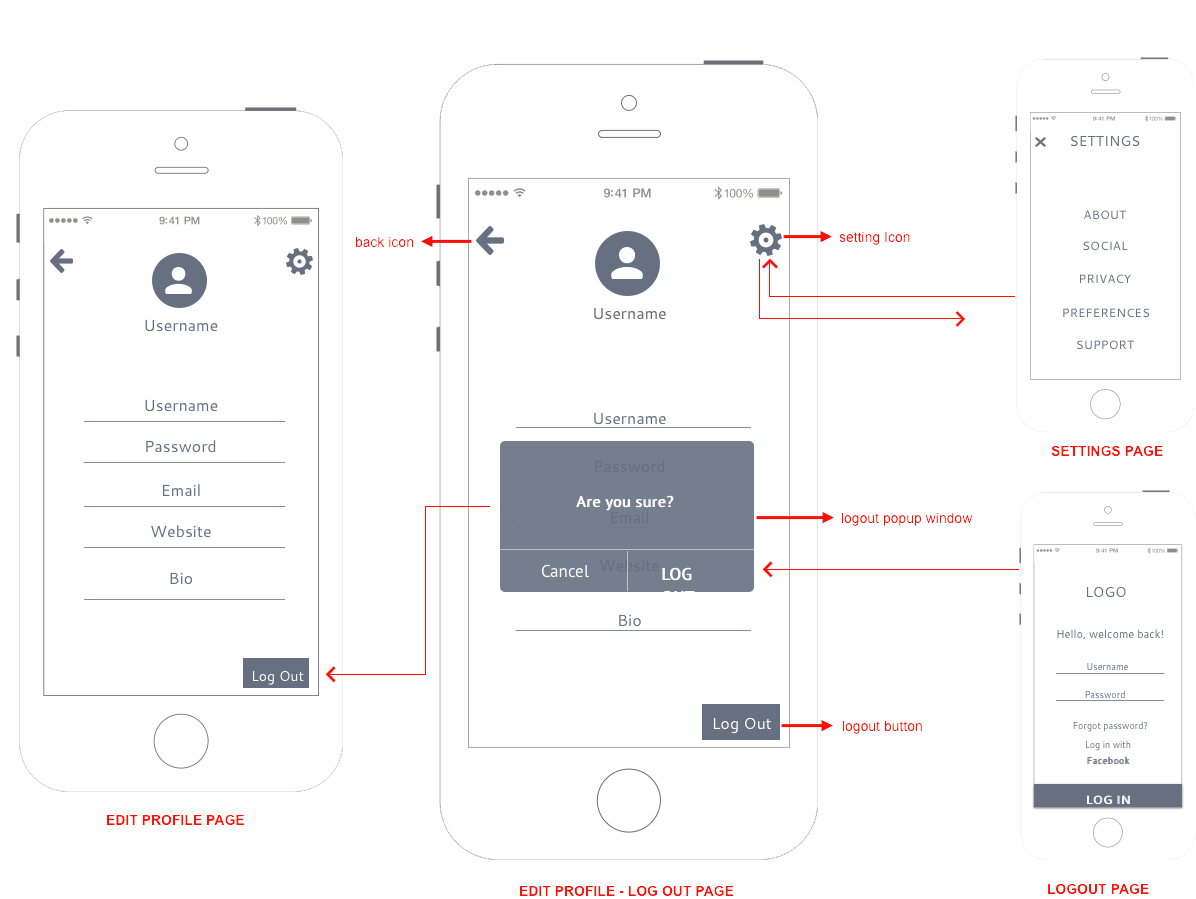 9:41 PM
100%
Username
Username
Password
Email
Website
Bio
Log Out
EDIT PROFILE PAGE
9:41 PM
100%
back icon
setting Icon
Username
Username
Password
Are you sure?
Email
logout popup window
Website
Cancel
LOG
OUT
Bio
Log Out
logout button
EDIT PROFILE - LOG OUT PAGE
9:41 PM
100%
SETTINGS
ABOUT
SOCIAL
PRIVACY
PREFERENCES
SUPPORT
SETTINGS PAGE
9:41 PM
100%
LOGO
Hello, welcome back!
Username
Password
Forgot password?
Log in with
Facebook
LOG IN
LOGOUT PAGE